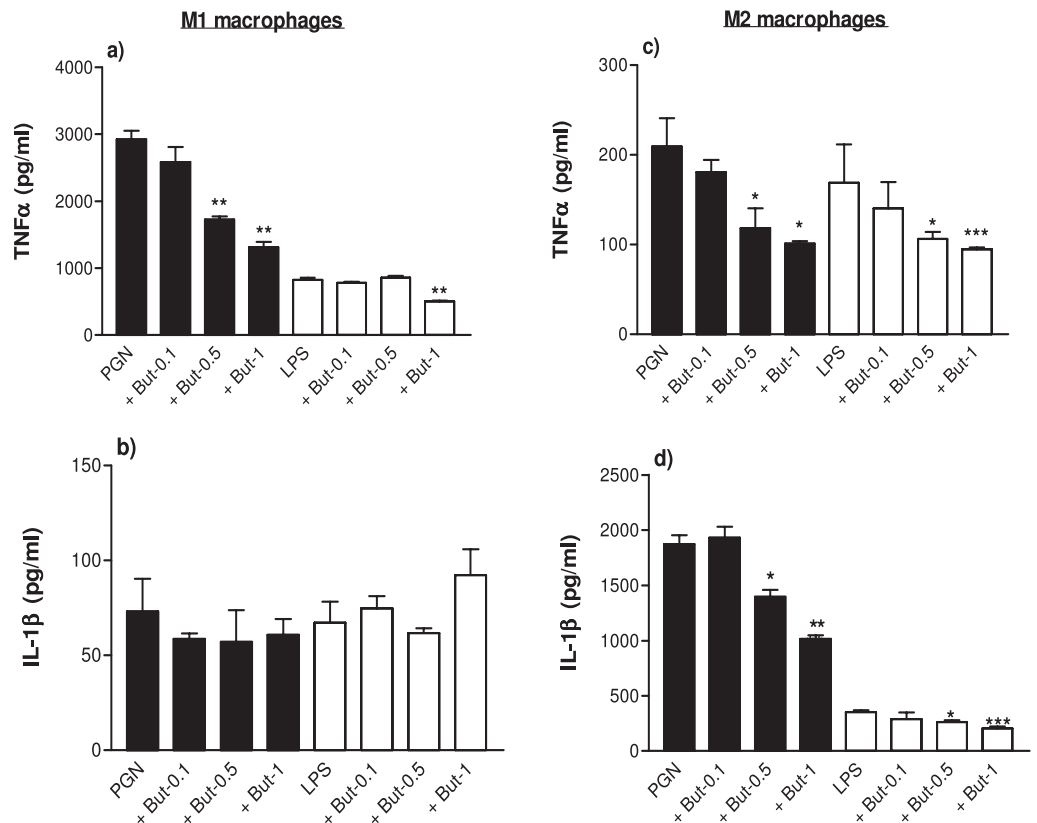 M1 macrophages
a)
TNFα (pg/ml)
4000
3000
2000
1000
0
**
**
**
PGN
+ But-0.1
+ But-0.5
+ But-1
LPS
+ But-0.1
+ But-0.5
+ But-1
b)
IL-1β (pg/ml)
150
100
50
0
PGN
+ But-0.1
+ But-0.5
+ But-1
LPS
+ But-0.1
+ But-0.5
+ But-1
M2 macrophages
c)
TNFα (pg/ml)
300
200
100
0
*
*
*
***
PGN
+ But-0.1
+ But-0.5
+ But-1
LPS
+ But-0.1
+ But-0.5
+ But-1
d)
IL-1β (pg/ml)
2500
2000
1500
1000
500
0
*
**
*
***
PGN
+ But-0.1
+ But-0.5
+ But-1
LPS
+ But-0.1
+ But-0.5
+ But-1